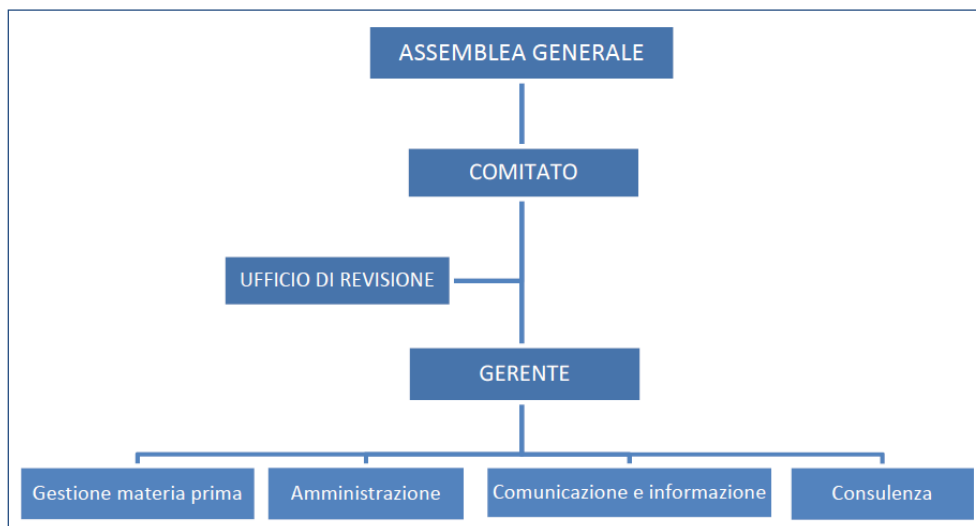 ASSEMBLEA GENERALE
COMITATO
UFFICIO DI REVISIONE
GERENTE
Gestione materia prima
Amministrazione
Comunicazione e informazione
Consulenza